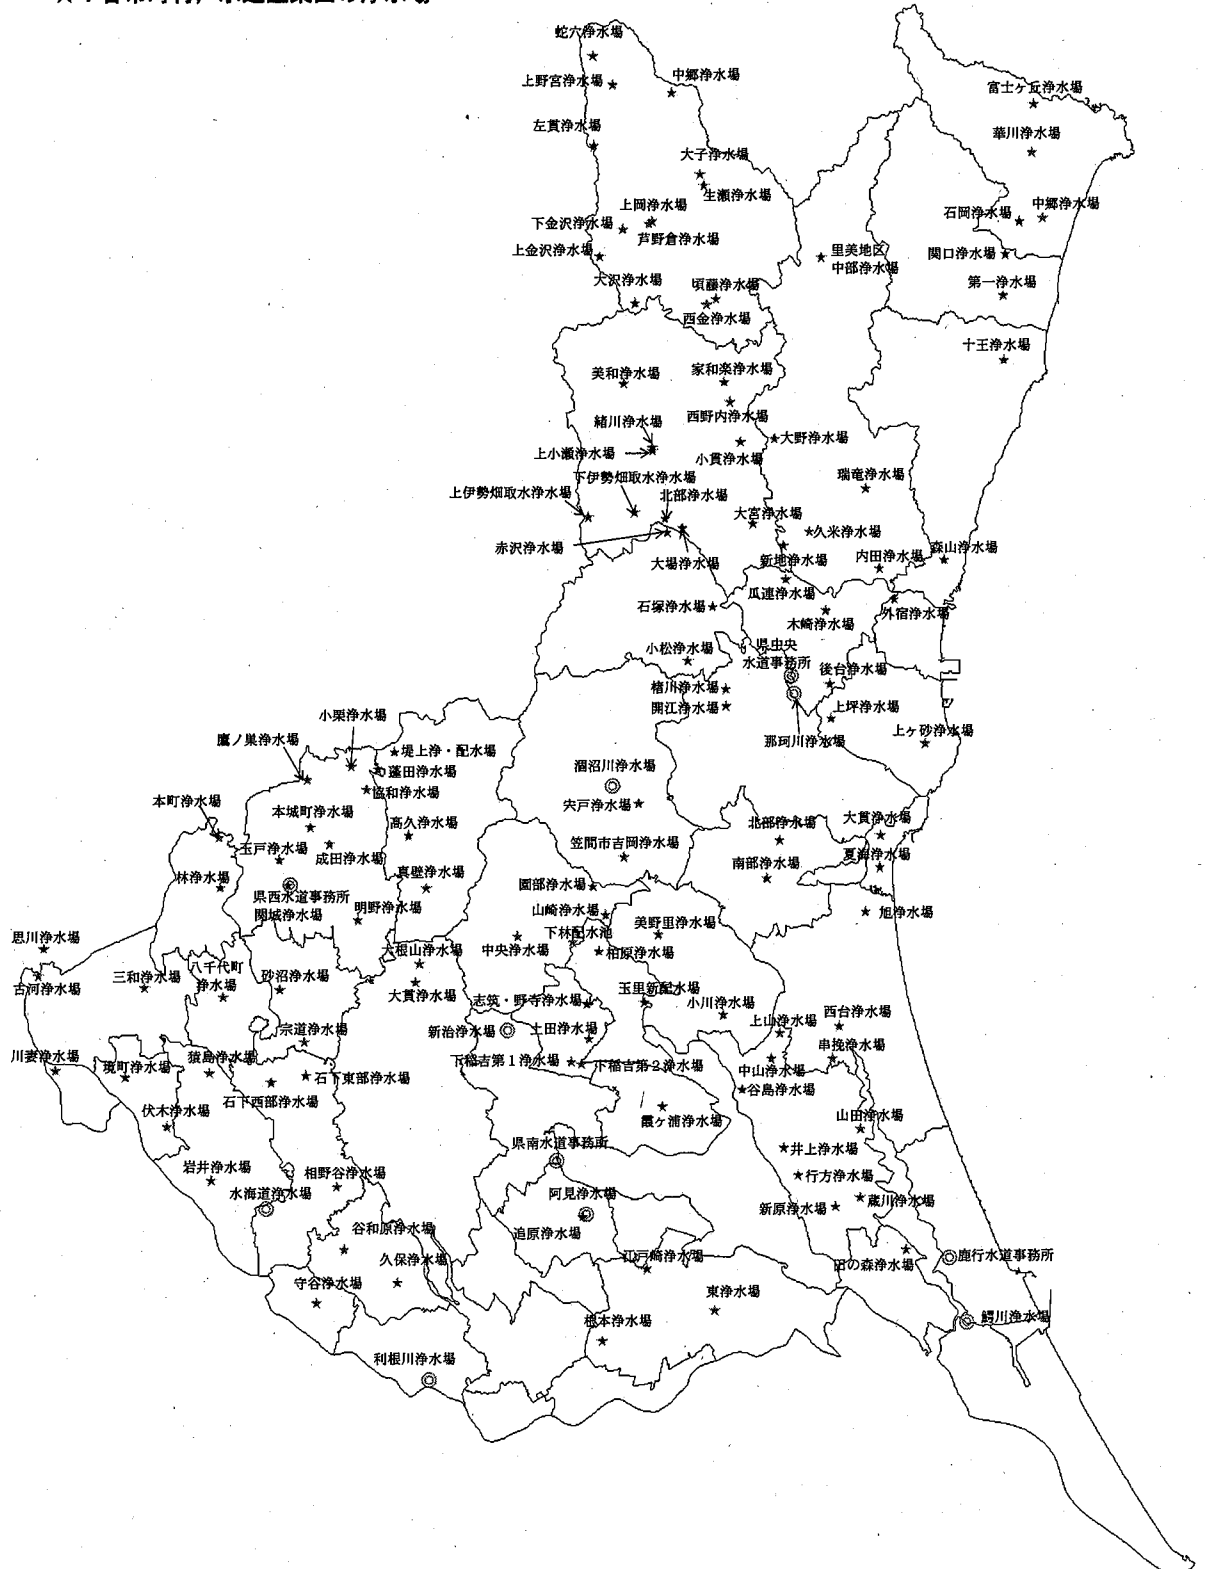 蛇穴浄水場
上野宮浄水場
中郷浄水場
富士ヶ丘浄水場
左貫浄水場
華川浄水場
大子浄水場
生瀬浄水場
上岡浄水場
下金沢浄水場
芦野倉浄水場
上金沢浄水場
石岡浄水場
中郷浄水場
里美地区
中部浄水場
関口浄水場
大沢浄水場
頃藤浄水場
第一浄水場
西金浄水場
十王浄水場
美和浄水場
家和楽浄水場
西野内浄水場
緒川浄水場
大野浄水場
上小瀬浄水場
小貫浄水場
下伊勢畑取水浄水場
瑞竜浄水場
上伊勢畑取水浄水場
北部浄水場
大宮浄水場
久米浄水場
赤沢浄水場
大場浄水場
新地浄水場
内田浄水場
森山浄水場
瓜連浄水場
石塚浄水場
木崎浄水場
外宿浄水場
小松浄水場
県中央
水道事務所
後台浄水場
楮川浄水場
開江浄水場
上坪浄水場
那珂川浄水場
上ヶ砂浄水場
小栗浄水場
鷹ノ巣浄水場
堤上浄・配水場
蓬田浄水場
協和浄水場
涸沼川浄水場
宍戸浄水場
本町浄水場
本城町浄水場
高久浄水場
北部浄水場
大貫浄水場
玉戸浄水場
成田浄水場
笠間市吉岡浄水場
夏海浄水場
南部浄水場
林浄水場
真壁浄水場
園部浄水場
県西水道事務所
関城浄水場
明野浄水場
山崎浄水場
美野里浄水場
旭浄水場
思川浄水場
中央浄水場
下林配水池
柏原浄水場
大根山浄水場
古河浄水場
三和浄水場
八千代町
浄水場
砂沼浄水場
大貫浄水場
志筑・野寺浄水場
玉里新配水場
小川浄水場
宗道浄水場
新治浄水場
土田浄水場
上山浄水場
西台浄水場
串挽浄水場
川妻浄水場
境町浄水場
猿島浄水場
下稲吉第1浄水場
下稲吉第2浄水場
中山浄水場
石下東部浄水場
谷島浄水場
石下西部浄水場
伏木浄水場
霞ヶ浦浄水場
山田浄水場
県南水道事務所
井上浄水場
岩井浄水場
相野谷浄水場
行方浄水場
水海道浄水場
阿見浄水場
蔵川浄水場
新原浄水場
追原浄水場
谷和原浄水場
江戸崎浄水場
田の森浄水場
鹿行水道事務所
久保浄水場
守谷浄水場
東浄水場
根本浄水場
鰐川浄水場
利根川浄水場